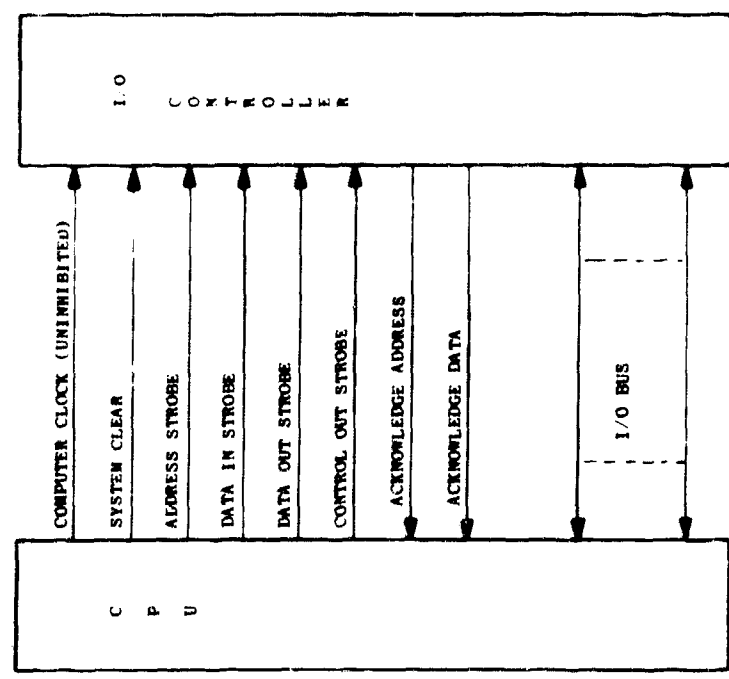 CPU
COMPUTER CLOCK (UNINHIBITED)
SYSTEM CLEAR
ADDRESS STROBE
DATA IN STROBE
DATA OUT STROBE
CONTROL OUT STROBE
ACKNOWLEDGE ADDRESS
ACKNOWLEDGE DATA
I/O BUS
I/O
CONTROLLER